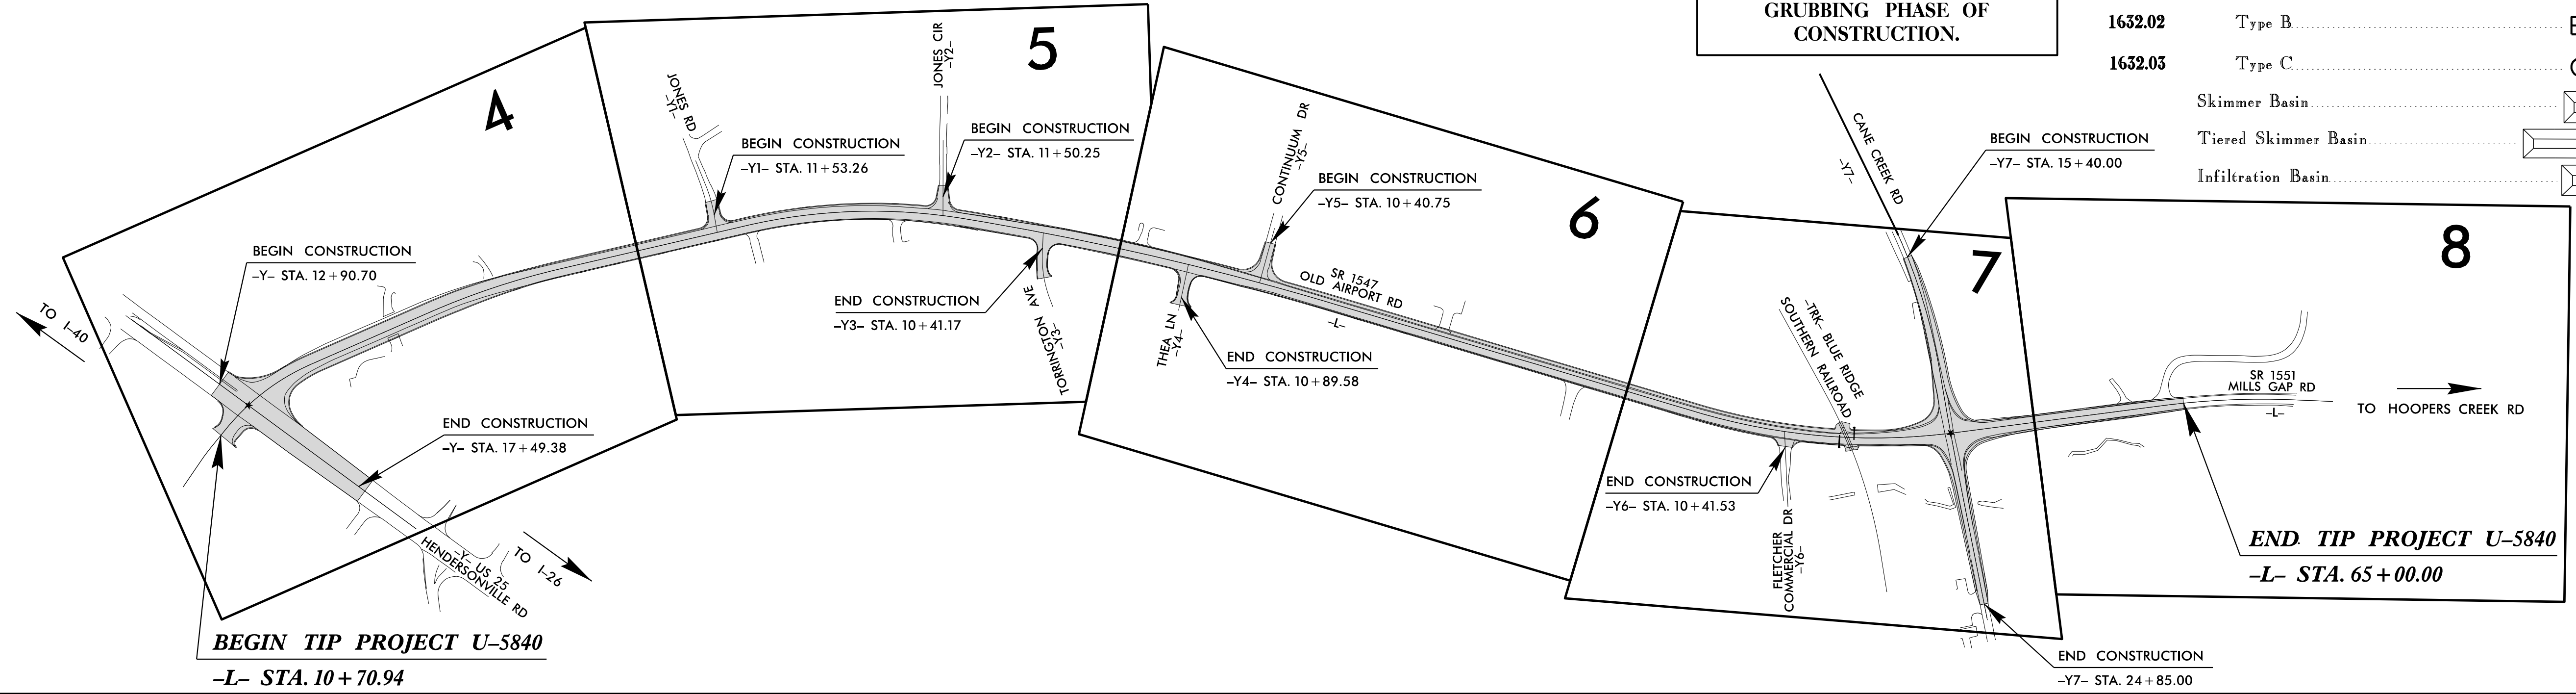 GRUBBING PHASE OF
CONSTRUCTION.
1632.02 Type B
1632.03 Type C
Skimmer Basin
Tiered Skimmer Basin
Infiltration Basin
4
5
6
7
8
TO I-40
BEGIN CONSTRUCTION
-Y- STA. 12+90.70
END CONSTRUCTION
-Y- STA. 17+49.38
-Y- US 25
HENDERSONVILLE RD
TO I-26
BEGIN TIP PROJECT U-5840
-L- STA. 10+70.94
JONES RD
-Y1-
BEGIN CONSTRUCTION
-Y1- STA. 11+53.26
JONES CIR
-Y2-
BEGIN CONSTRUCTION
-Y2- STA. 11+50.25
END CONSTRUCTION
-Y3- STA. 10+41.17
TORRINGTON AVE
-Y3-
THEA LN
-Y4-
END CONSTRUCTION
-Y4- STA. 10+89.58
CONTINUUM DR
-Y5-
BEGIN CONSTRUCTION
-Y5- STA. 10+40.75
SR 1547
OLD AIRPORT RD
-L-
END CONSTRUCTION
-Y6- STA. 10+41.53
FLETCHER
COMMERCIAL DR
-Y6-
-TRK- BLUE RIDGE
SOUTHERN RAILROAD
CANE CREEK RD
-Y7-
BEGIN CONSTRUCTION
-Y7- STA. 15+40.00
END CONSTRUCTION
-Y7- STA. 24+85.00
SR 1551
MILLS GAP RD
-L-
TO HOOPERS CREEK RD
END TIP PROJECT U-5840
-L- STA. 65+00.00